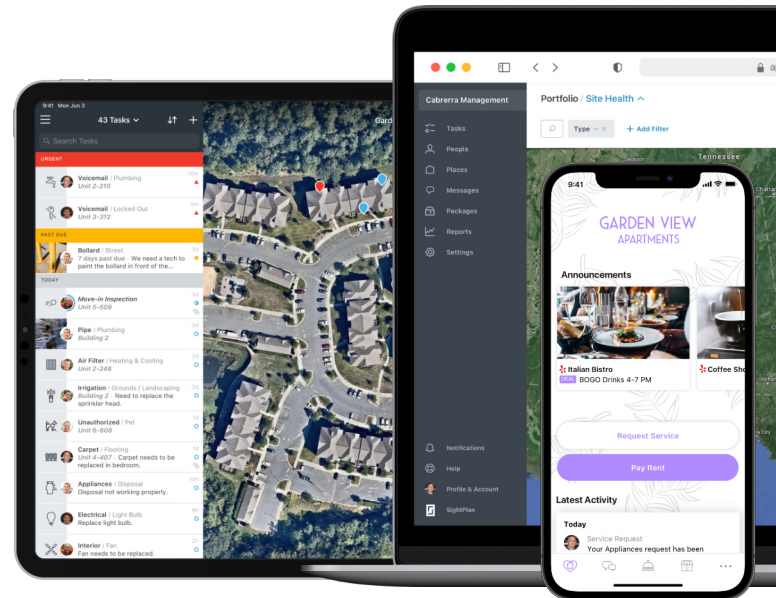 9:41 Mon Jun 3
43 Tasks
Search Tasks
URGENT
Voicemail / Plumbing
Unit 2-210
Voicemail / Locked Out
Unit 3-312
PAST DUE
Bollard / Street
7 days past due - We need a tech to
paint the bollard in front of the...
TODAY
Move-in Inspection
Unit 5-509
Pipe / Plumbing
Building 2
Air Filter / Heating & Cooling
Unit 2-248
Irrigation / Grounds / Landscaping
Building 2 - Need to replace the
sprinkler head.
Unauthorized / Pet
Unit 6-608
Carpet / Flooring
Unit 4-407 - Carpet needs to be
replaced in bedroom.
Appliances / Disposal
Disposal not working properly.
Electrical / Light Bulb
Replace light bulb.
Interior / Fan
Fan needs to be replaced.
Gard
Cabrerra Management
Tasks
People
Places
Messages
Packages
Reports
Settings
Notifications
Help
Profile & Account
SightPlan
Portfolio / Site Health
Type
+ Add Filter
Jackson
Tennessee
Chattan
9:41
GARDEN VIEW
APARTMENTS
Announcements
Italian Bistro
DEAL BOGO Drinks 4-7 PM
Coffee Sho
Request Service
Pay Rent
Latest Activity
Today
Service Request
Your Appliances request has been